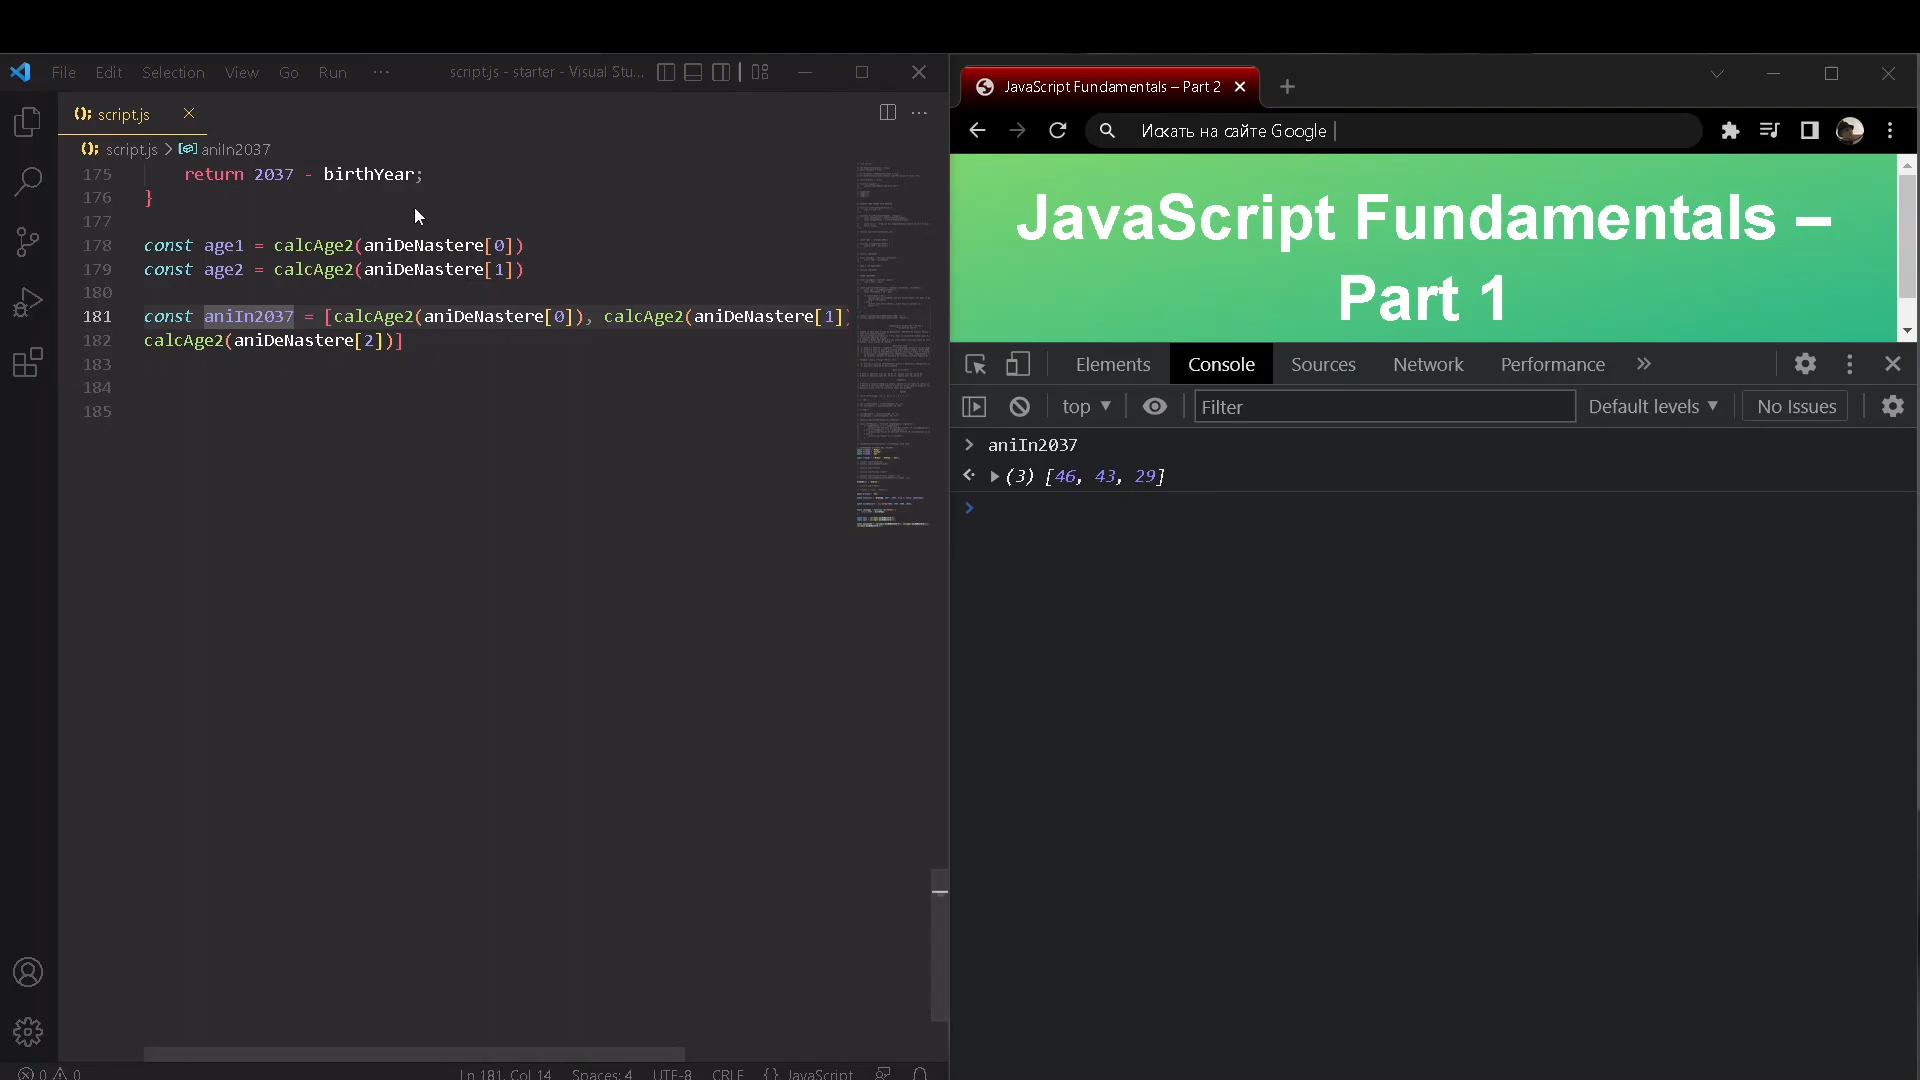 File Edit Selection View Go Run ··· script.js - starter - Visual Stu...
script.js
script.js > aniIn2037
175 return 2037 - birthYear;
176 }
177
178 const age1 = calcAge2(aniDeNastere[0])
179 const age2 = calcAge2(aniDeNastere[1])
180
181 const aniIn2037 = [calcAge2(aniDeNastere[0]), calcAge2(aniDeNastere[1])
182 calcAge2(aniDeNastere[2])]
183
184
185
0 0 Ln 181, Col 14 Spaces: 4 UTF-8 CRLF {} JavaScript
JavaScript Fundamentals – Part 2
Искать на сайте Google
JavaScript Fundamentals –
Part 1
Elements Console Sources Network Performance »
top Filter Default levels No Issues
> aniIn2037
(3) [46, 43, 29]
>